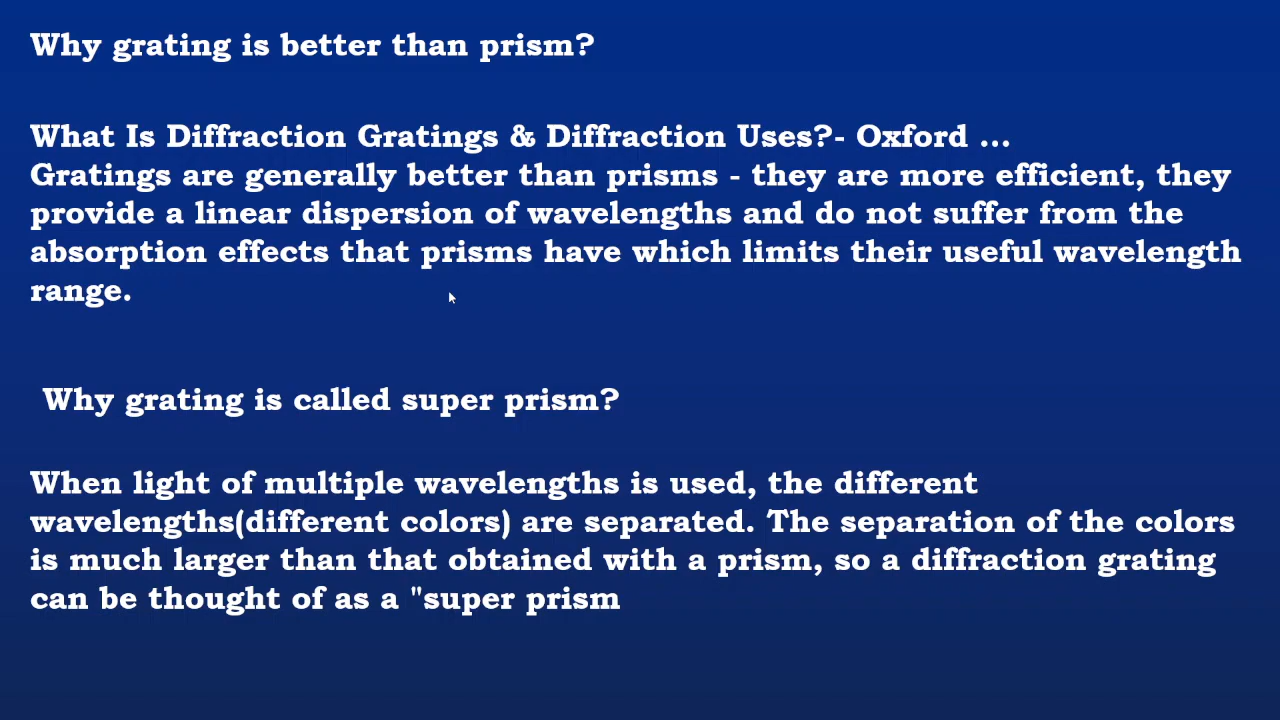 Why grating is better than prism?
What Is Diffraction Gratings & Diffraction Uses?- Oxford ...
Gratings are generally better than prisms - they are more efficient, they
provide a linear dispersion of wavelengths and do not suffer from the
absorption effects that prisms have which limits their useful wavelength
range.
Why grating is called super prism?
When light of multiple wavelengths is used, the different
wavelengths(different colors) are separated. The separation of the colors
is much larger than that obtained with a prism, so a diffraction grating
can be thought of as a "super prism